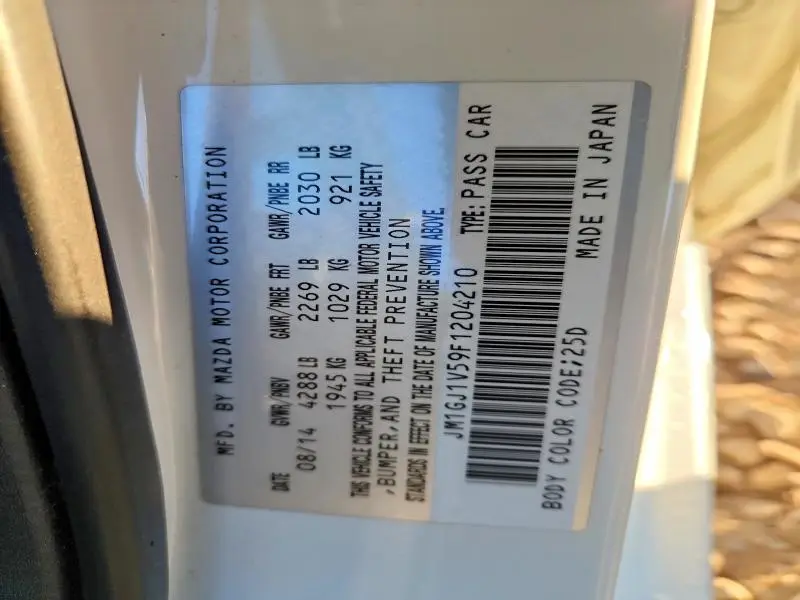 MFD. BY MAZDA MOTOR CORPORATION
DATE GVWR/PNBV GAWR/PNBE FRT GAWR/PNBE RR
08/14 4288 LB 2269 LB 2030 LB
1945 KG 1029 KG 921 KG
THIS VEHICLE CONFORMS TO ALL APPLICABLE FEDERAL MOTOR VEHICLE SAFETY
,BUMPER,AND THEFT PREVENTION
STANDARDS IN EFFECT ON THE DATE OF MANUFACTURE SHOWN ABOVE.
JM1GJ1V59F1204210 TYPE: PASS CAR
BODY COLOR CODE:25D MADE IN JAPAN